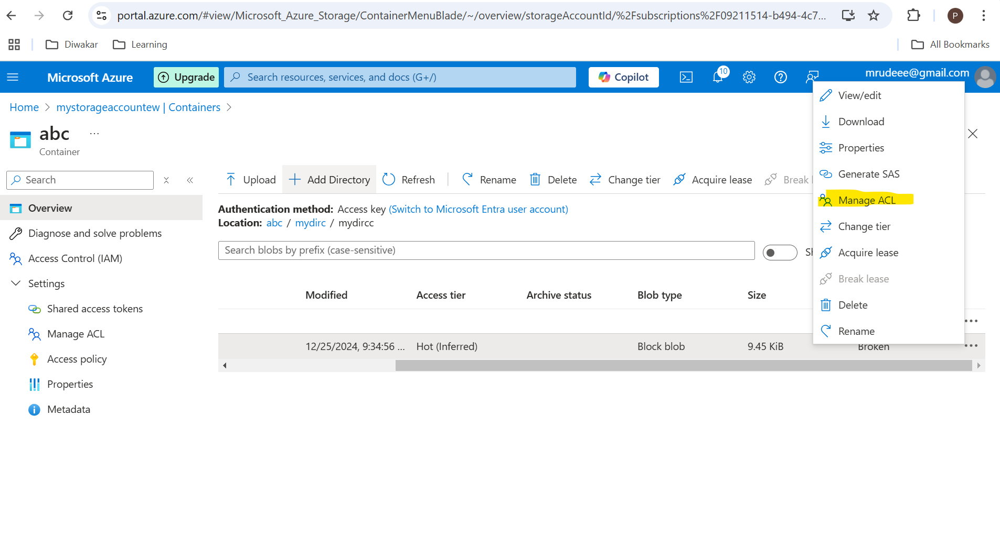 portal.azure.com/#view/Microsoft_Azure_Storage/ContainerMenuBlade/~/overview/storageAccountId/%2Fsubscriptions%2F09211514-b494-4c7...
P
Diwakar
Learning
All Bookmarks
Microsoft Azure
Upgrade
Search resources, services, and docs (G+/)
Copilot
10
mrudeee@gmail.com
Home > mystorageaccountew | Containers >
abc
...
Container
Search
Overview
Diagnose and solve problems
Access Control (IAM)
Settings
Shared access tokens
Manage ACL
Access policy
Properties
Metadata
Upload
Add Directory
Refresh
Rename
Delete
Change tier
Acquire lease
Break
Authentication method: Access key (Switch to Microsoft Entra user account)
Location: abc / mydirc / mydircc
Search blobs by prefix (case-sensitive)
Modified
Access tier
Archive status
Blob type
Size
12/25/2024, 9:34:56 ...
Hot (Inferred)
Block blob
9.45 KiB
Broken
View/edit
Download
Properties
Generate SAS
Manage ACL
Change tier
Acquire lease
Break lease
Delete
Rename